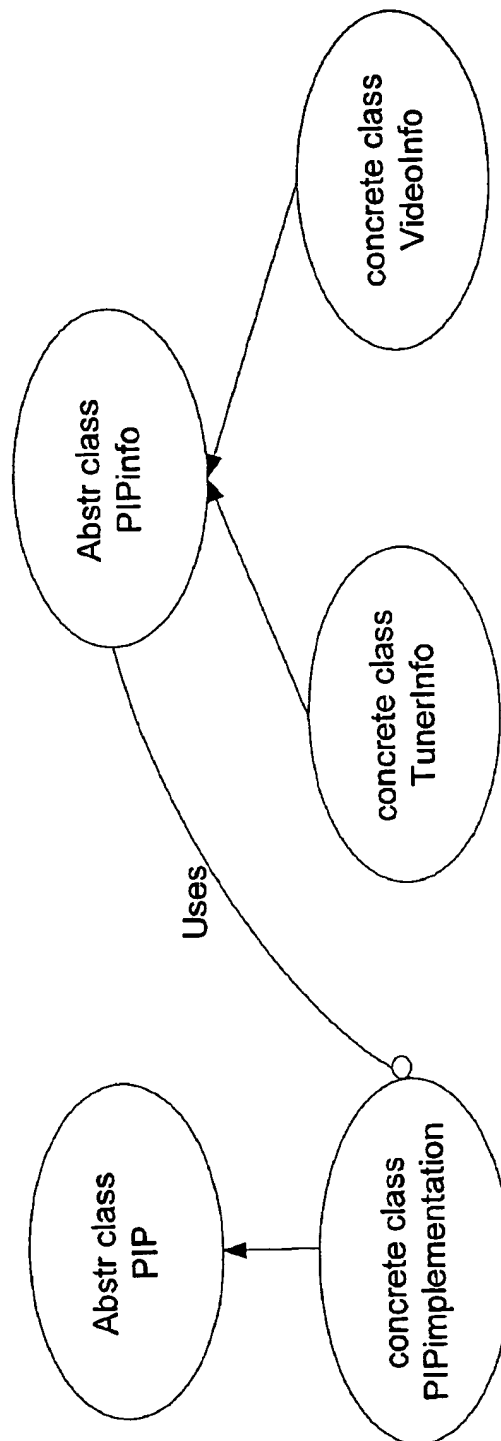 Abstr class
PIP
Abstr class
PIPinfo
Uses
concrete class
PIPimplementation
concrete class
TunerInfo
concrete class
VideoInfo